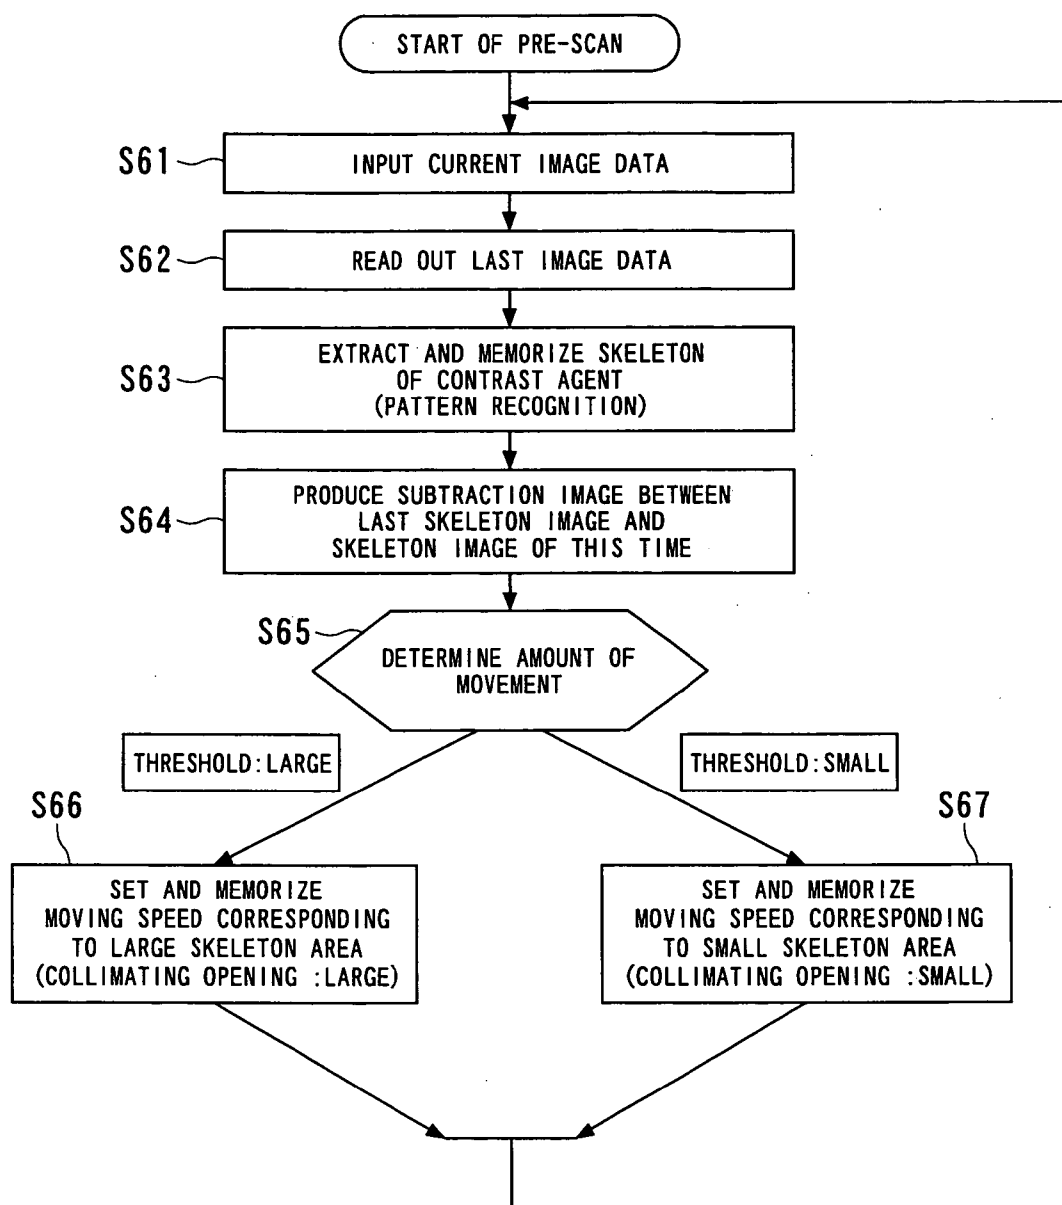 START OF PRE-SCAN
S61
INPUT CURRENT IMAGE DATA
S62
READ OUT LAST IMAGE DATA
S63
EXTRACT AND MEMORIZE SKELETON
OF CONTRAST AGENT
(PATTERN RECOGNITION)
S64
PRODUCE SUBTRACTION IMAGE BETWEEN
LAST SKELETON IMAGE AND
SKELETON IMAGE OF THIS TIME
S65
DETERMINE AMOUNT OF
MOVEMENT
THRESHOLD:LARGE
THRESHOLD:SMALL
S66
SET AND MEMORIZE
MOVING SPEED CORRESPONDING
TO LARGE SKELETON AREA
(COLLIMATING OPENING :LARGE)
S67
SET AND MEMORIZE
MOVING SPEED CORRESPONDING
TO SMALL SKELETON AREA
(COLLIMATING OPENING :SMALL)